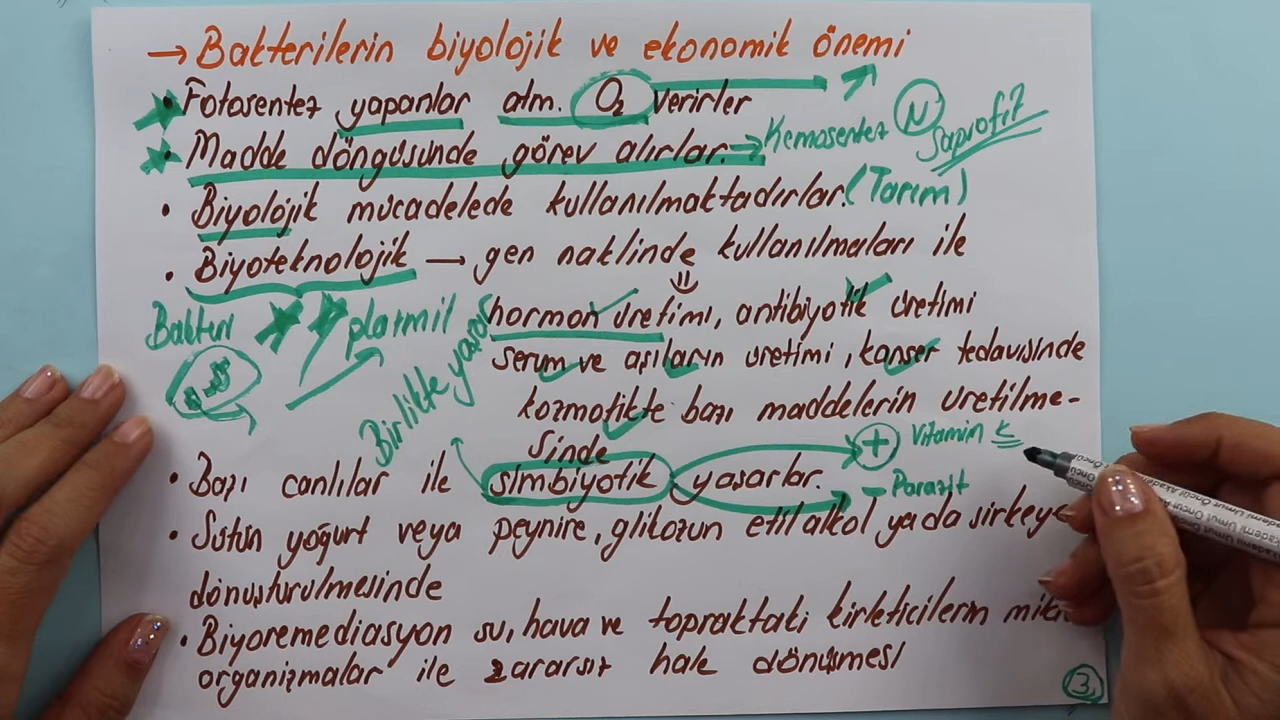 → Bakterilerin biyolojik ve ekonomik önemi
• Fotosentez yapanlar atm. O₂ verirler
• Madde döngüsünde görev alırlar. → Kemosentez N Saprofit
• Biyolojik mücadelede kullanılmaktadırlar. (Tarım)
• Biyoteknolojik → gen naklinde kullanılmaları ile
Bakteri plazmit
hormon üretimi, antibiyotik üretimi
serum ve aşıların üretimi, kanser tedavisinde
kozmotikte bazı maddelerin üretilme-
sinde
Birlikte yaşar
+ Vitamin K
• Bazı canlılar ile simbiyotik yaşarlar.
- Parazit
• Sütün yoğurt veya peynire, glikozun etil alkol ya da sirkeye
dönüştürülmesinde
• Biyoremediasyon su, hava ve topraktaki kirleticilerin
organizmalar ile zararsız hale dönüşmesi
3